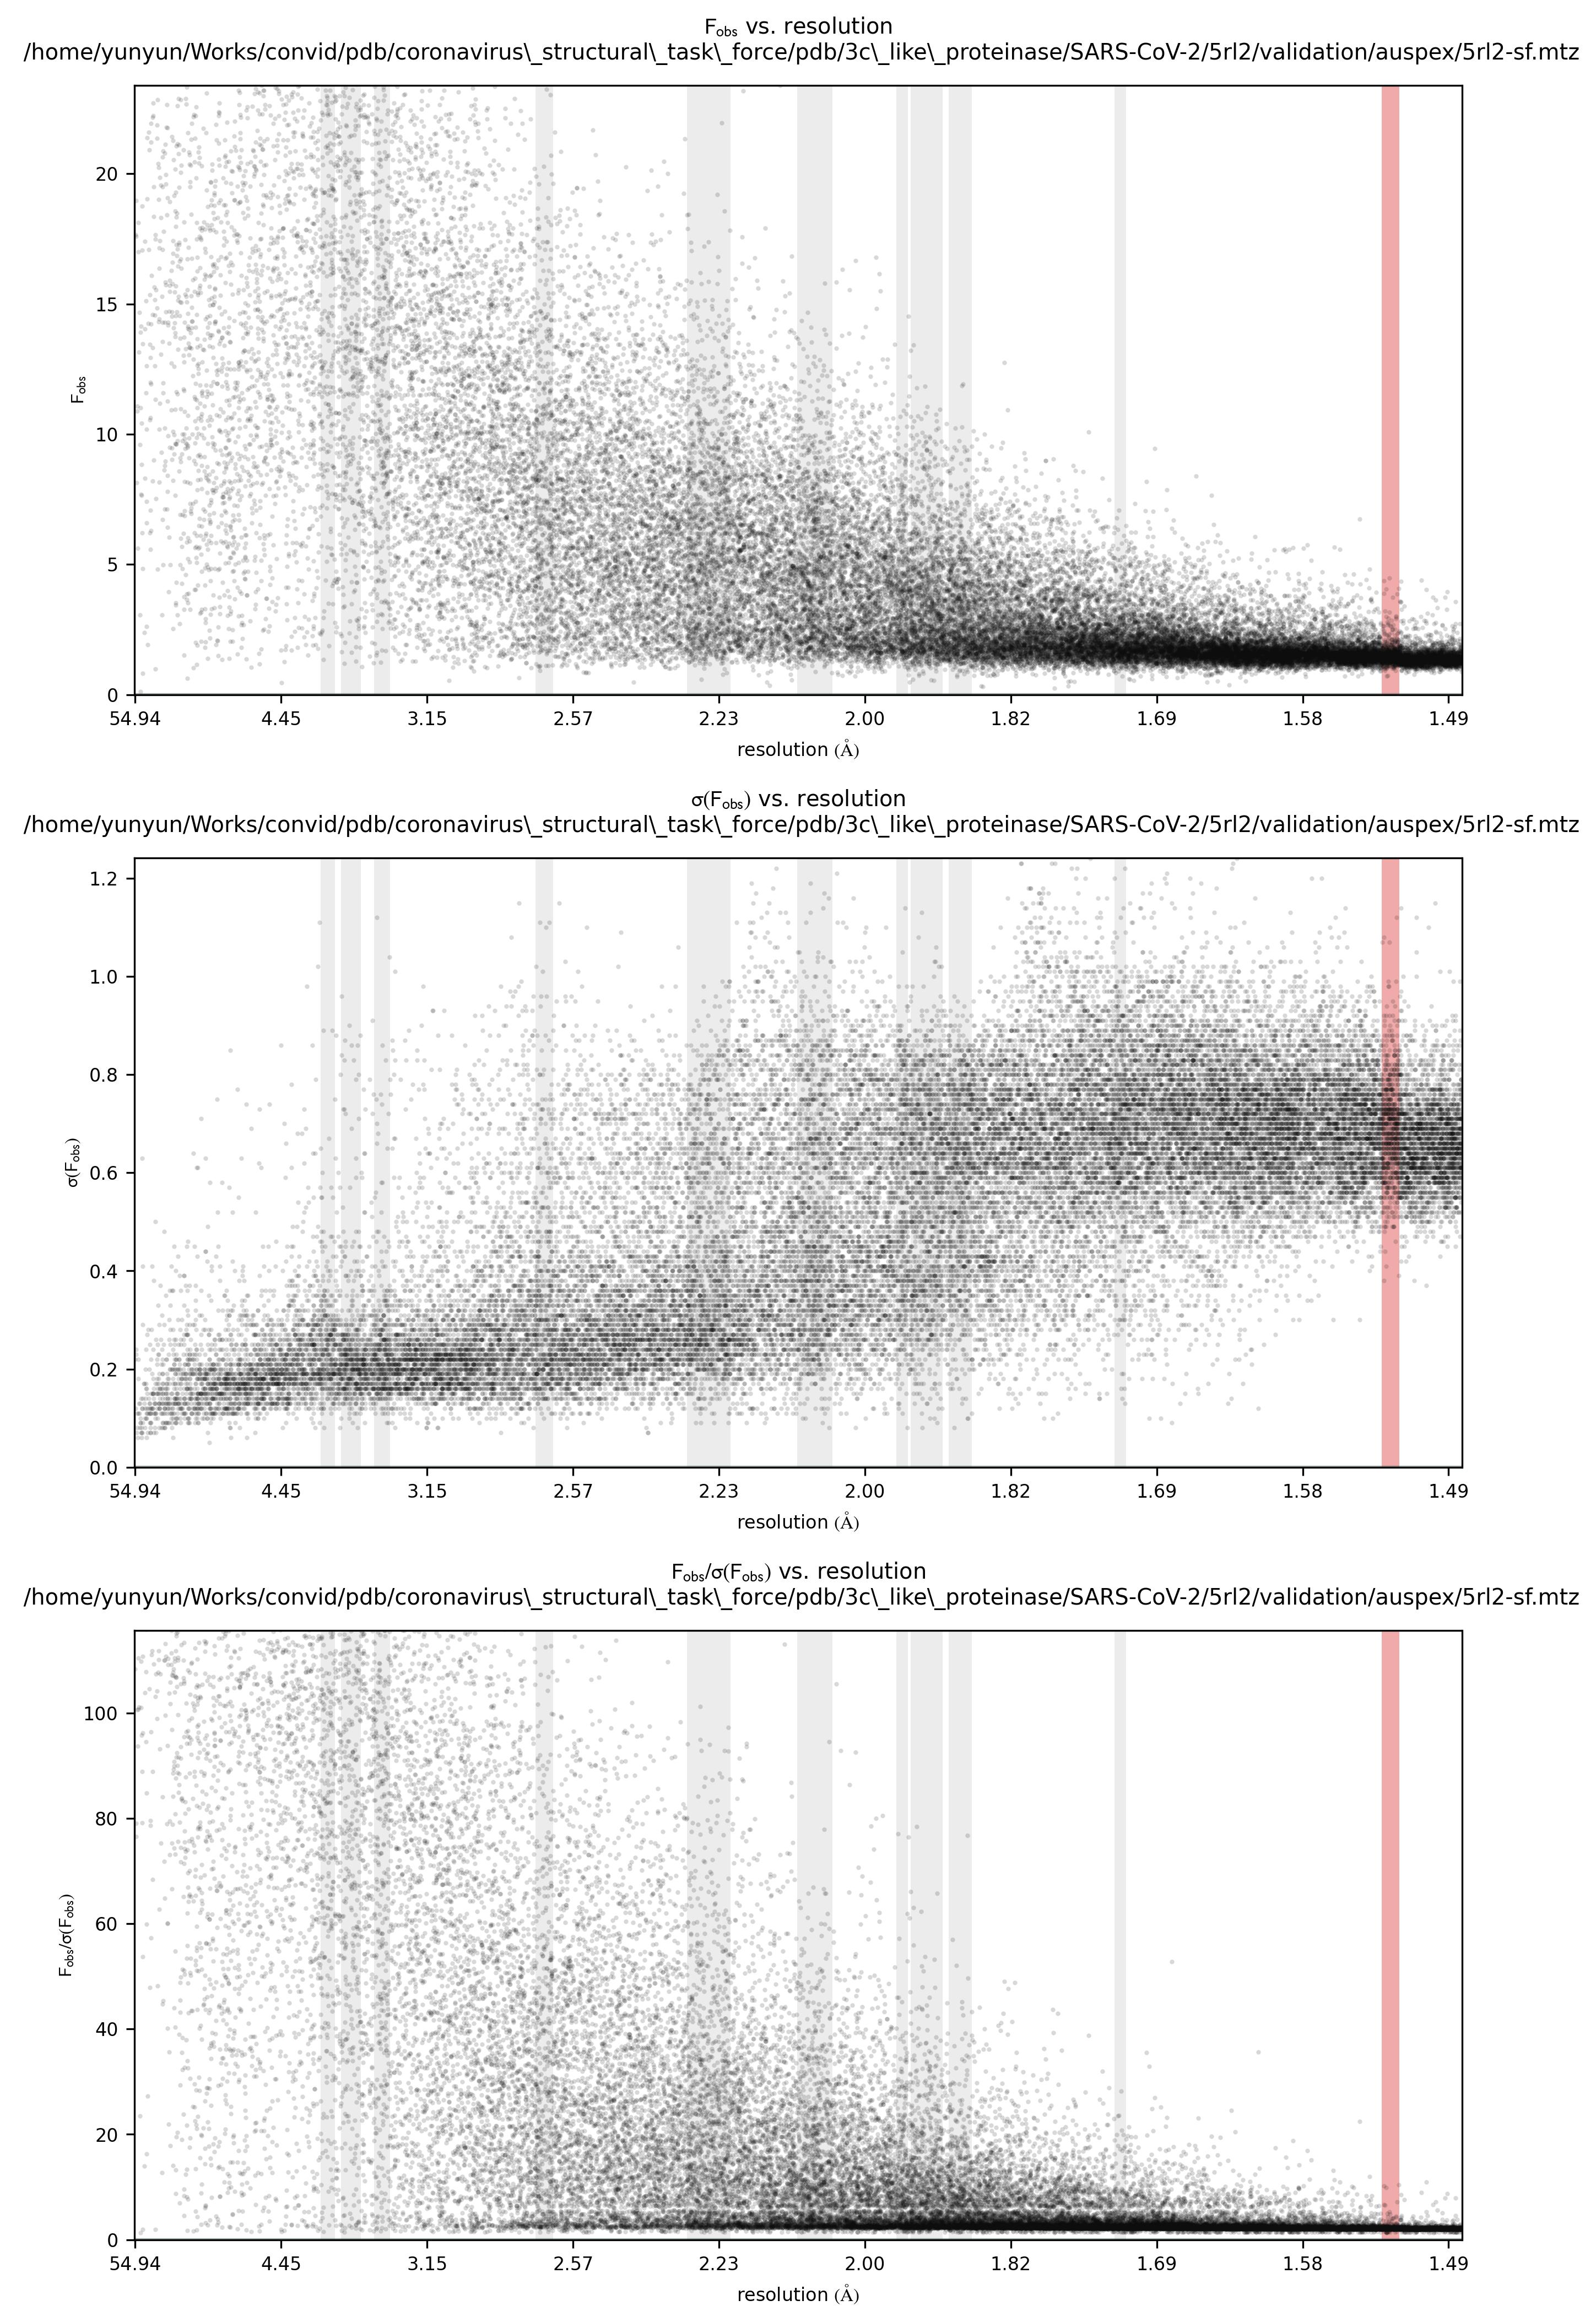 Fobs vs. resolution
/home/yunyun/Works/convid/pdb/coronavirus\_structural\_task\_force/pdb/3c\_like\_proteinase/SARS-CoV-2/5rl2/validation/auspex/5rl2-sf.mtz
20
15
10
5
0
Fobs
54.94 4.45 3.15 2.57 2.23 2.00 1.82 1.69 1.58 1.49
resolution (Å)
σ(Fobs) vs. resolution
/home/yunyun/Works/convid/pdb/coronavirus\_structural\_task\_force/pdb/3c\_like\_proteinase/SARS-CoV-2/5rl2/validation/auspex/5rl2-sf.mtz
1.2
1.0
0.8
0.6
0.4
0.2
0.0
σ(Fobs)
54.94 4.45 3.15 2.57 2.23 2.00 1.82 1.69 1.58 1.49
resolution (Å)
Fobs/σ(Fobs) vs. resolution
/home/yunyun/Works/convid/pdb/coronavirus\_structural\_task\_force/pdb/3c\_like\_proteinase/SARS-CoV-2/5rl2/validation/auspex/5rl2-sf.mtz
100
80
60
40
20
0
Fobs/σ(Fobs)
54.94 4.45 3.15 2.57 2.23 2.00 1.82 1.69 1.58 1.49
resolution (Å)